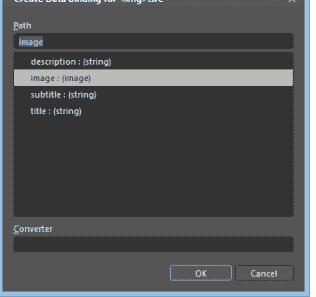 Create Data Binding for <img>.src
Path
image
description : (string)
image : (image)
subtitle : (string)
title : (string)
Converter
OK
Cancel